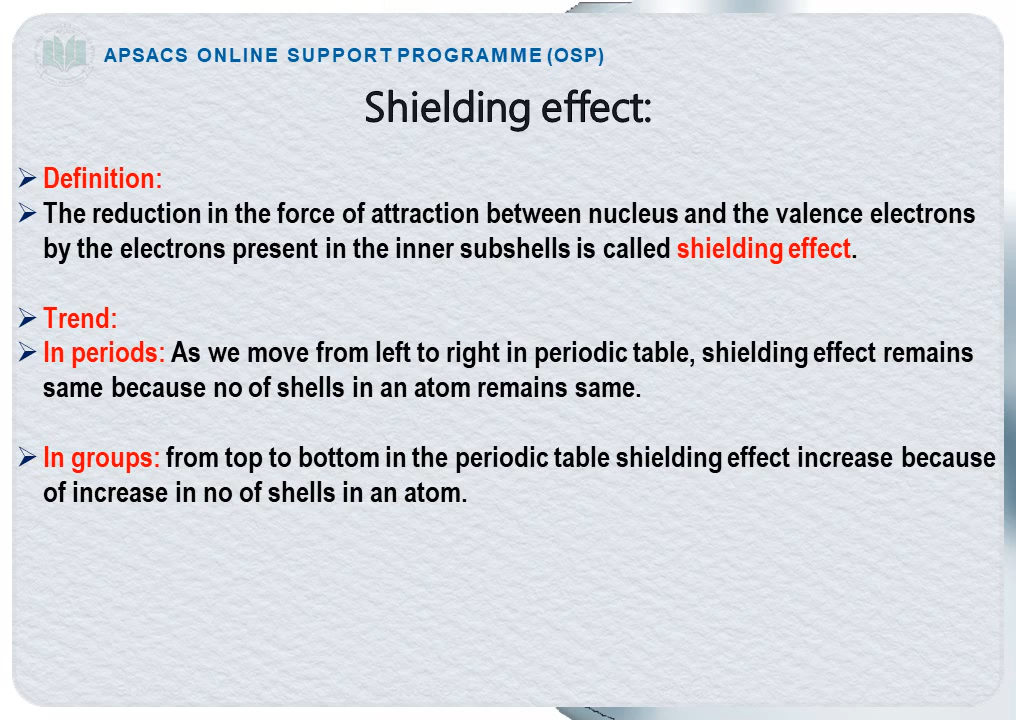 APSACS ONLINE SUPPORT PROGRAMME (OSP)
Shielding effect:
Definition:
The reduction in the force of attraction between nucleus and the valence electrons
by the electrons present in the inner subshells is called shielding effect.
Trend:
In periods: As we move from left to right in periodic table, shielding effect remains
same because no of shells in an atom remains same.
In groups: from top to bottom in the periodic table shielding effect increase because
of increase in no of shells in an atom.